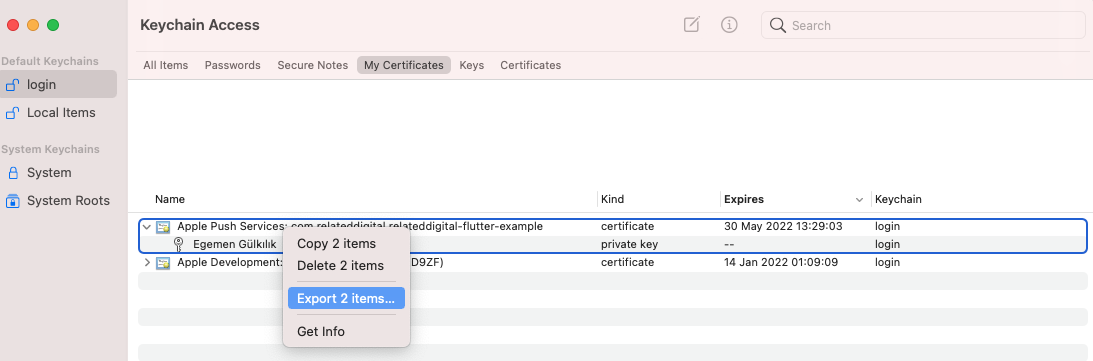 Keychain Access
Search
Default Keychains
login
Local Items
System Keychains
System
System Roots
All Items Passwords Secure Notes My Certificates Keys Certificates
Name Kind Expires Keychain
Apple Push Services: com.relateddigital.relateddigital-flutter-example certificate 30 May 2022 13:29:03 login
Egemen Gülkılık private key -- login
Apple Development: D9ZF) certificate 14 Jan 2022 01:09:09 login
Copy 2 items
Delete 2 items
Export 2 items...
Get Info